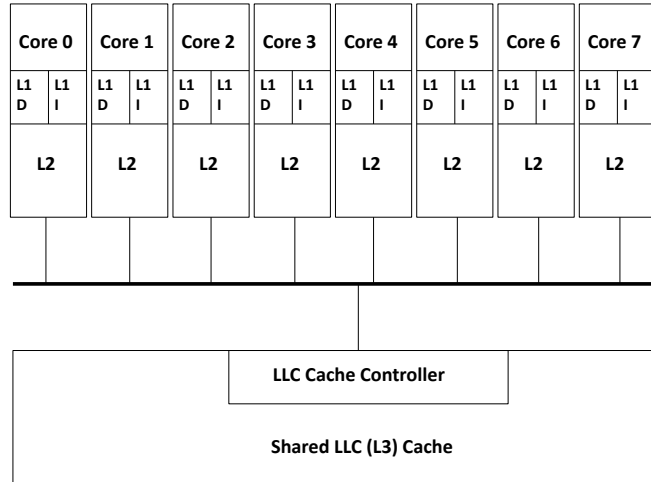 Core 0 Core 1 Core 2 Core 3 Core 4 Core 5 Core 6 Core 7
L1 L1 L1 L1 L1 L1 L1 L1 L1 L1 L1 L1 L1 L1 L1 L1
D I D I D I D I D I D I D I D I
L2 L2 L2 L2 L2 L2 L2 L2
LLC Cache Controller
Shared LLC (L3) Cache